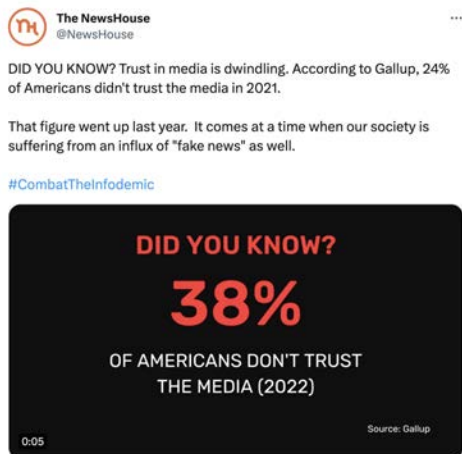 The NewsHouse
@NewsHouse
DID YOU KNOW? Trust in media is dwindling. According to Gallup, 24%
of Americans didn't trust the media in 2021.
That figure went up last year.  It comes at a time when our society is
suffering from an influx of "fake news" as well.
#CombatTheInfodemic
DID YOU KNOW?
38%
OF AMERICANS DON'T TRUST
THE MEDIA (2022)
Source: Gallup
0:05